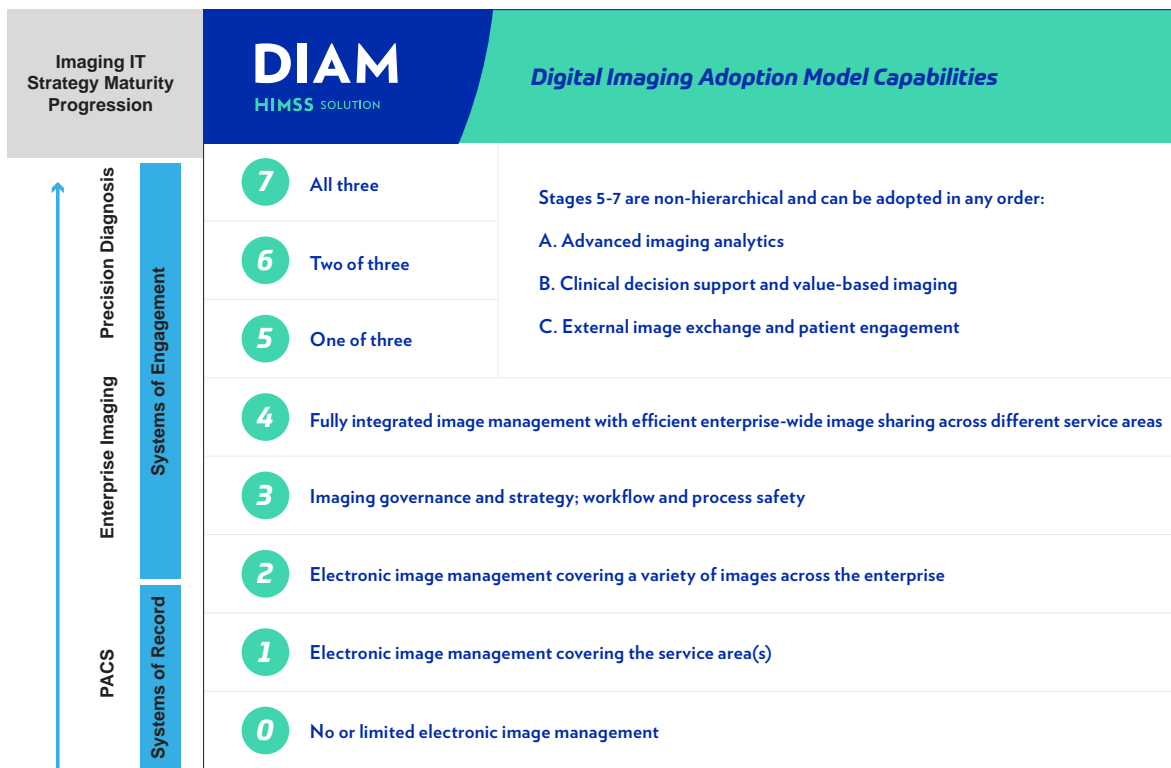 Imaging IT
Strategy Maturity
Progression
DIAM
HIMSS SOLUTION
Digital Imaging Adoption Model Capabilities
Precision Diagnosis
Enterprise Imaging
PACS
Systems of Engagement
Systems of Record
7 All three
6 Two of three
5 One of three
Stages 5-7 are non-hierarchical and can be adopted in any order:
A. Advanced imaging analytics
B. Clinical decision support and value-based imaging
C. External image exchange and patient engagement
4 Fully integrated image management with efficient enterprise-wide image sharing across different service areas
3 Imaging governance and strategy; workflow and process safety
2 Electronic image management covering a variety of images across the enterprise
1 Electronic image management covering the service area(s)
0 No or limited electronic image management